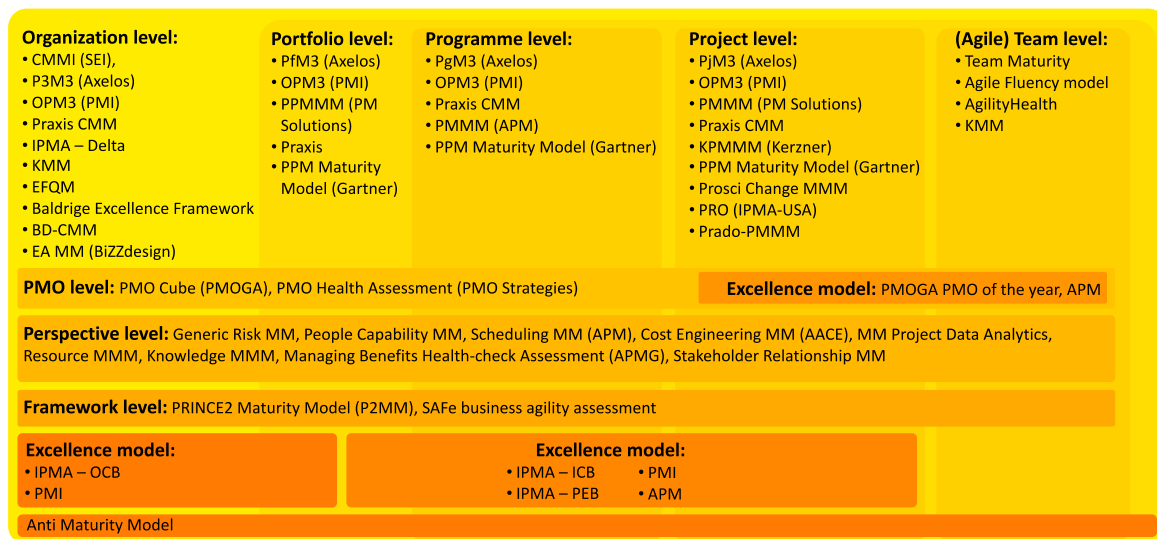 Organization level:
• CMMI (SEI),
• P3M3 (Axelos)
• OPM3 (PMI)
• Praxis CMM
• IPMA – Delta
• KMM
• EFQM
• Baldrige Excellence Framework
• BD-CMM
• EA MM (BiZZdesign)
Portfolio level:
• PfM3 (Axelos)
• OPM3 (PMI)
• PPMMM (PM
Solutions)
• Praxis
• PPM Maturity
Model (Gartner)
Programme level:
• PgM3 (Axelos)
• OPM3 (PMI)
• Praxis CMM
• PMMM (APM)
• PPM Maturity Model (Gartner)
Project level:
• PjM3 (Axelos)
• OPM3 (PMI)
• PMMM (PM Solutions)
• Praxis CMM
• KPMMM (Kerzner)
• PPM Maturity Model (Gartner)
• Prosci Change MMM
• PRO (IPMA-USA)
• Prado-PMMM
(Agile) Team level:
• Team Maturity
• Agile Fluency model
• AgilityHealth
• KMM
PMO level: PMO Cube (PMOGA), PMO Health Assessment (PMO Strategies)
Excellence model: PMOGA PMO of the year, APM
Perspective level: Generic Risk MM, People Capability MM, Scheduling MM (APM), Cost Engineering MM (AACE), MM Project Data Analytics,
Resource MMM, Knowledge MMM, Managing Benefits Health-check Assessment (APMG), Stakeholder Relationship MM
Framework level: PRINCE2 Maturity Model (P2MM), SAFe business agility assessment
Excellence model:
• IPMA – OCB
• PMI
Excellence model:
• IPMA – ICB
• IPMA – PEB
• PMI
• APM
Anti Maturity Model